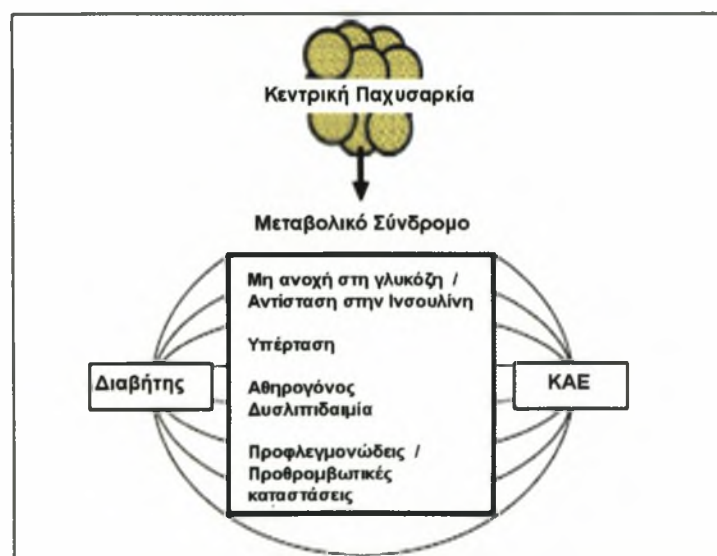 Κεντρική Παχυσαρκία
Μεταβολικό Σύνδρομο
Μη ανοχή στη γλυκόζη /
Αντίσταση στην Ινσουλίνη
Υπέρταση
Αθηρογόνος
Δυσλιπιδαιμία
Προφλεγμονώδεις /
Προθρομβωτικές
καταστάσεις
Διαβήτης
ΚΑΕ